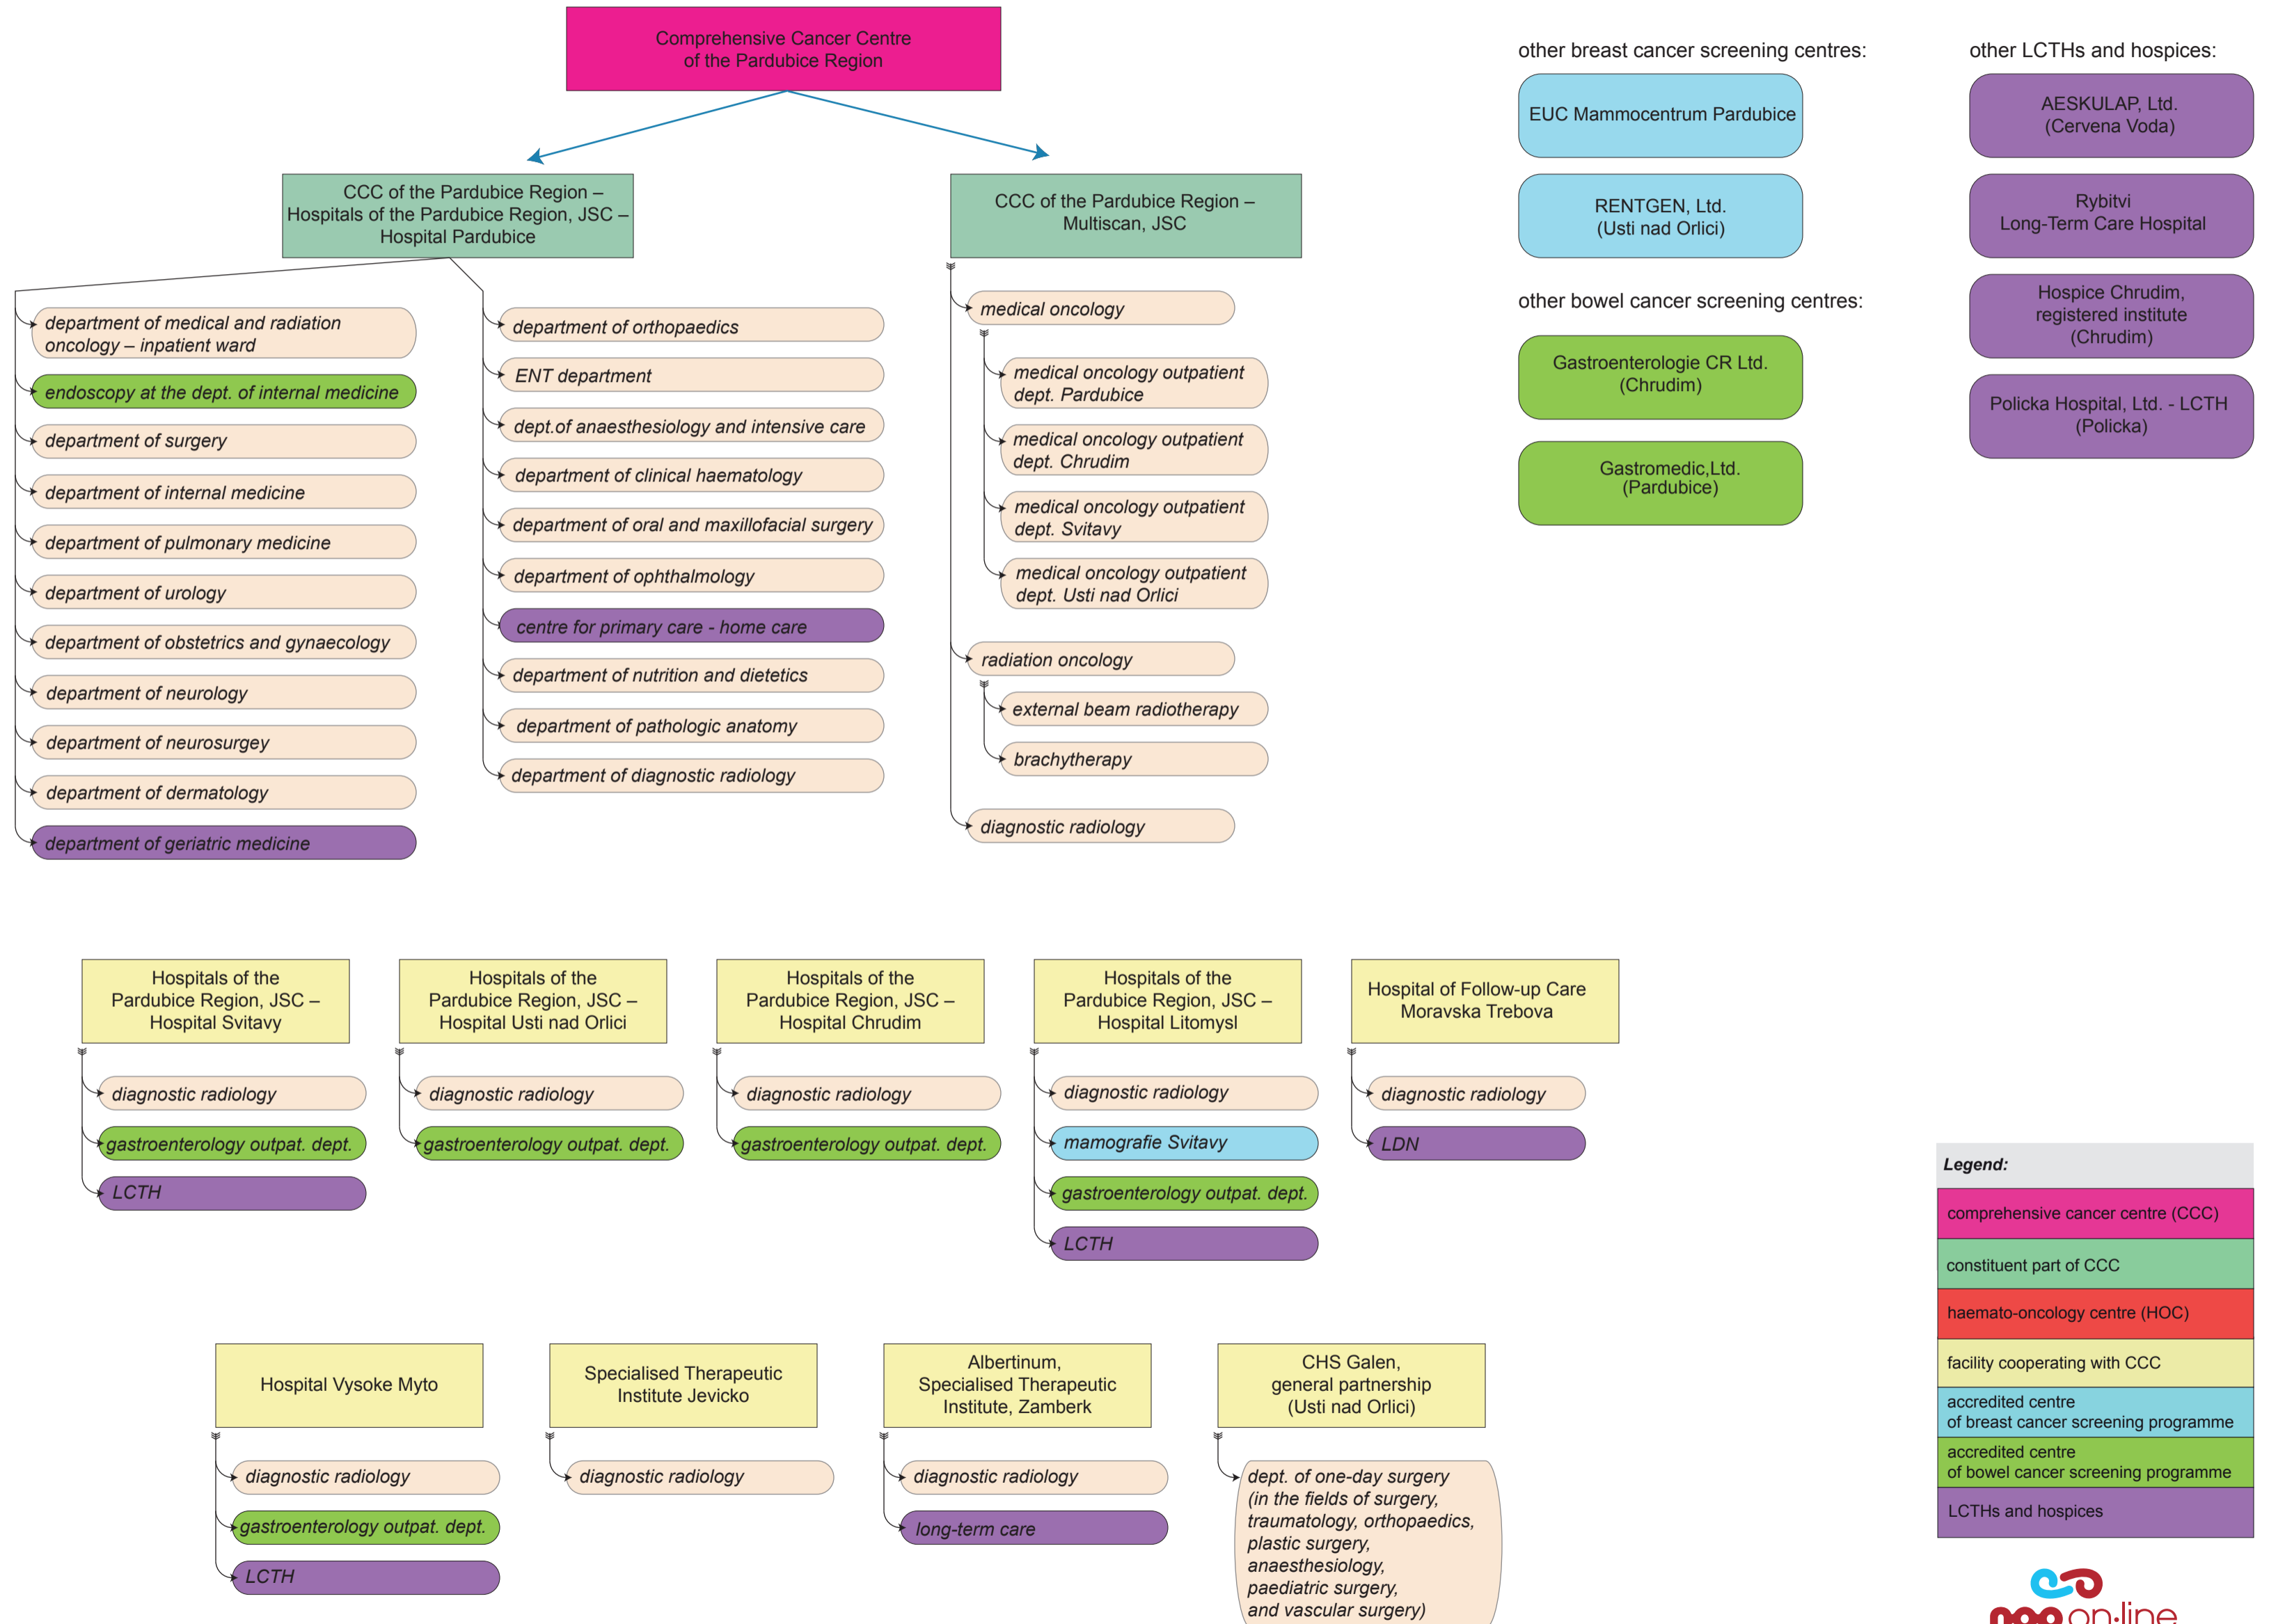 Comprehensive Cancer Centre
of the Pardubice Region
CCC of the Pardubice Region –
Hospitals of the Pardubice Region, JSC –
Hospital Pardubice
department of medical and radiation
oncology – inpatient ward
endoscopy at the dept. of internal medicine
department of surgery
department of internal medicine
department of pulmonary medicine
department of urology
department of obstetrics and gynaecology
department of neurology
department of neurosurgey
department of dermatology
department of geriatric medicine
department of orthopaedics
ENT department
dept.of anaesthesiology and intensive care
department of clinical haematology
department of oral and maxillofacial surgery
department of ophthalmology
centre for primary care - home care
department of nutrition and dietetics
department of pathologic anatomy
department of diagnostic radiology
CCC of the Pardubice Region –
Multiscan, JSC
medical oncology
medical oncology outpatient
dept. Pardubice
medical oncology outpatient
dept. Chrudim
medical oncology outpatient
dept. Svitavy
medical oncology outpatient
dept. Usti nad Orlici
radiation oncology
external beam radiotherapy
brachytherapy
diagnostic radiology
other breast cancer screening centres:
EUC Mammocentrum Pardubice
RENTGEN, Ltd.
(Usti nad Orlici)
other bowel cancer screening centres:
Gastroenterologie CR Ltd.
(Chrudim)
Gastromedic,Ltd.
(Pardubice)
other LCTHs and hospices:
AESKULAP, Ltd.
(Cervena Voda)
Rybitvi
Long-Term Care Hospital
Hospice Chrudim,
registered institute
(Chrudim)
Policka Hospital, Ltd. - LCTH
(Policka)
Hospitals of the
Pardubice Region, JSC –
Hospital Svitavy
diagnostic radiology
gastroenterology outpat. dept.
LCTH
Hospitals of the
Pardubice Region, JSC –
Hospital Usti nad Orlici
diagnostic radiology
gastroenterology outpat. dept.
Hospitals of the
Pardubice Region, JSC –
Hospital Chrudim
diagnostic radiology
gastroenterology outpat. dept.
Hospitals of the
Pardubice Region, JSC –
Hospital Litomysl
diagnostic radiology
mamografie Svitavy
gastroenterology outpat. dept.
LCTH
Hospital of Follow-up Care
Moravska Trebova
diagnostic radiology
LDN
Hospital Vysoke Myto
diagnostic radiology
gastroenterology outpat. dept.
LCTH
Specialised Therapeutic
Institute Jevicko
diagnostic radiology
Albertinum,
Specialised Therapeutic
Institute, Zamberk
diagnostic radiology
long-term care
CHS Galen,
general partnership
(Usti nad Orlici)
dept. of one-day surgery
(in the fields of surgery,
traumatology, orthopaedics,
plastic surgery,
anaesthesiology,
paediatric surgery,
and vascular surgery)
Legend:
comprehensive cancer centre (CCC)
constituent part of CCC
haemato-oncology centre (HOC)
facility cooperating with CCC
accredited centre
of breast cancer screening programme
accredited centre
of bowel cancer screening programme
LCTHs and hospices
on·line